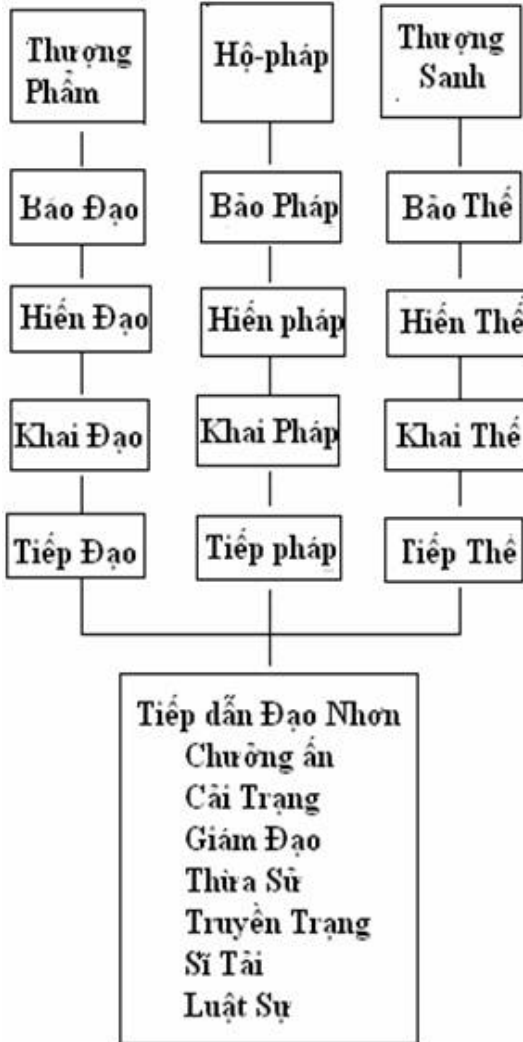 Thượng
Phẩm
Hộ-pháp
Thượng
Sanh
Bảo Đạo
Bảo Pháp
Bảo Thế
Hiến Đạo
Hiến pháp
Hiến Thế
Khai Đạo
Khai Pháp
Khai Thế
Tiếp Đạo
Tiếp pháp
Tiếp Thế
Tiếp dẫn Đạo Nhơn
Chưởng ấn
Cải Trạng
Giám Đạo
Thừa Sử
Truyền Trạng
Sĩ Tải
Luật Sự